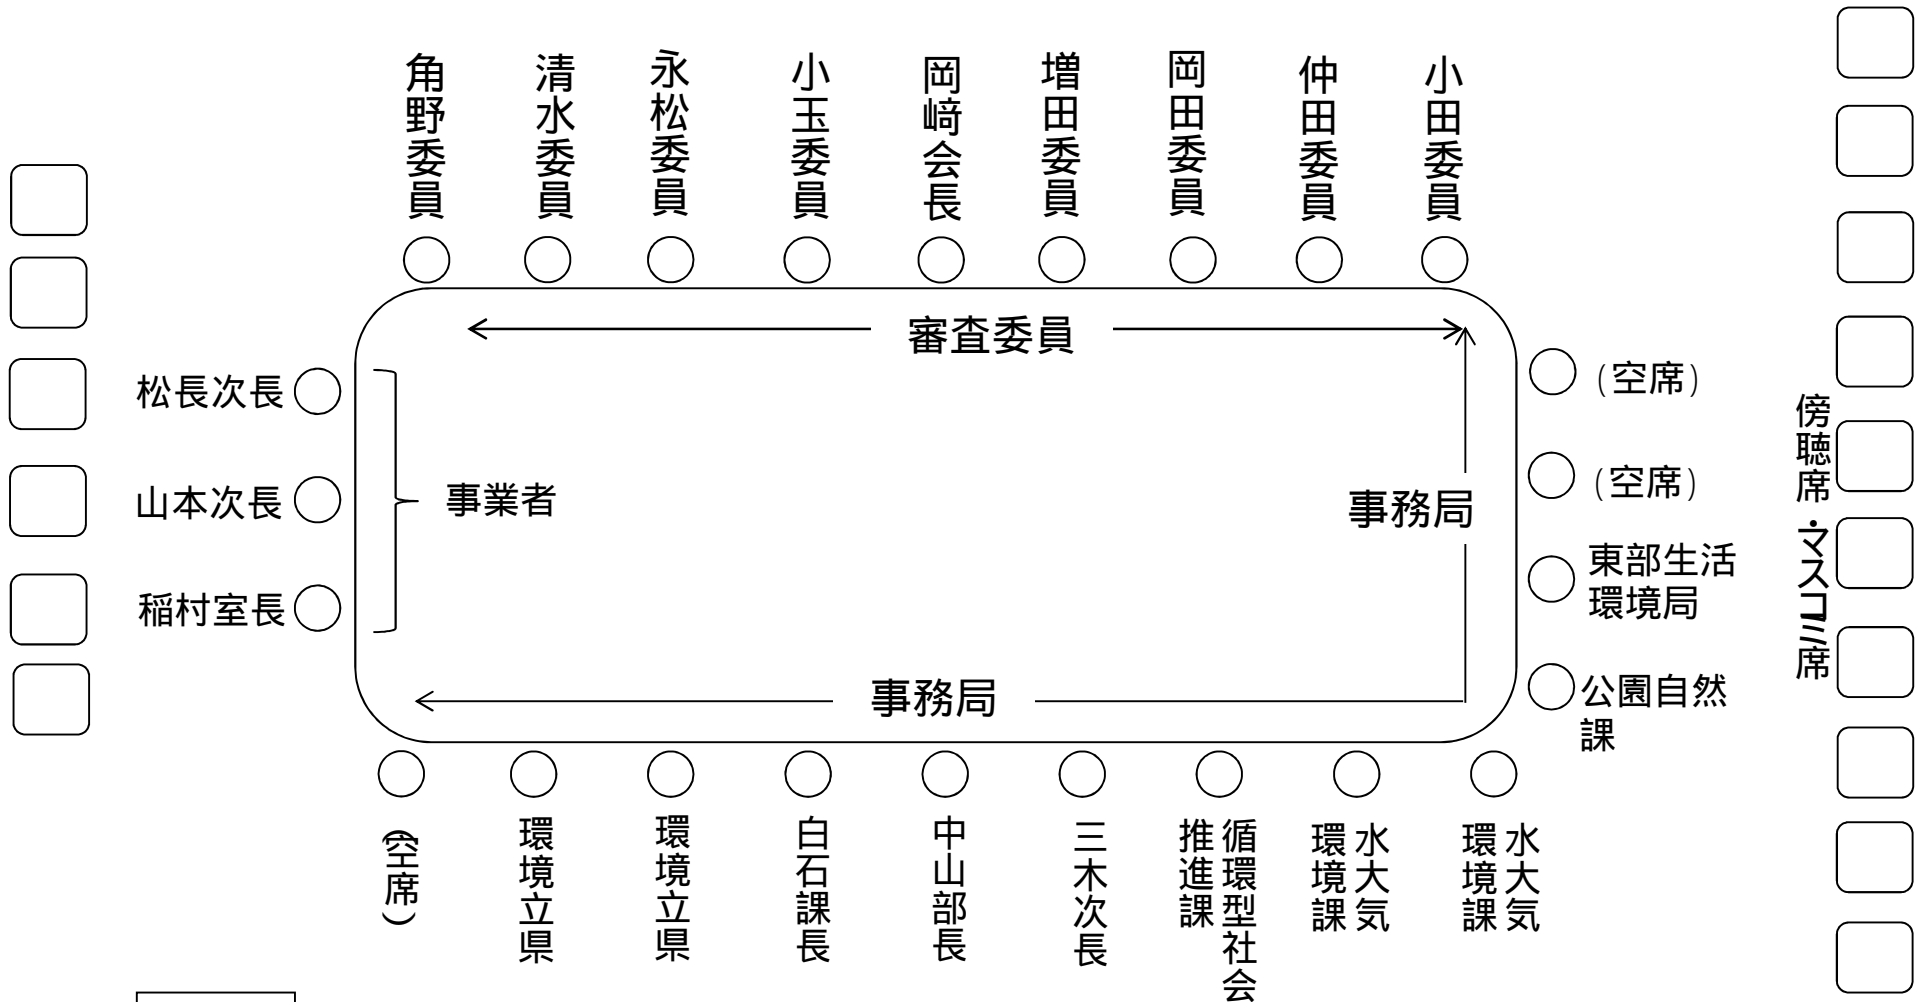 角野委員
清水委員
永松委員
小玉委員
岡﨑会長
増田委員
岡田委員
仲田委員
小田委員
審査委員
松長次長
山本次長
稲村室長
事業者
事務局
(空席)
(空席)
東部生活
環境局
公園自然
課
傍聴席・マスコミ席
事務局
(空席)
環境立県
環境立県
白石課長
中山部長
三木次長
循環型社会
推進課
水大気
環境課
水大気
環境課